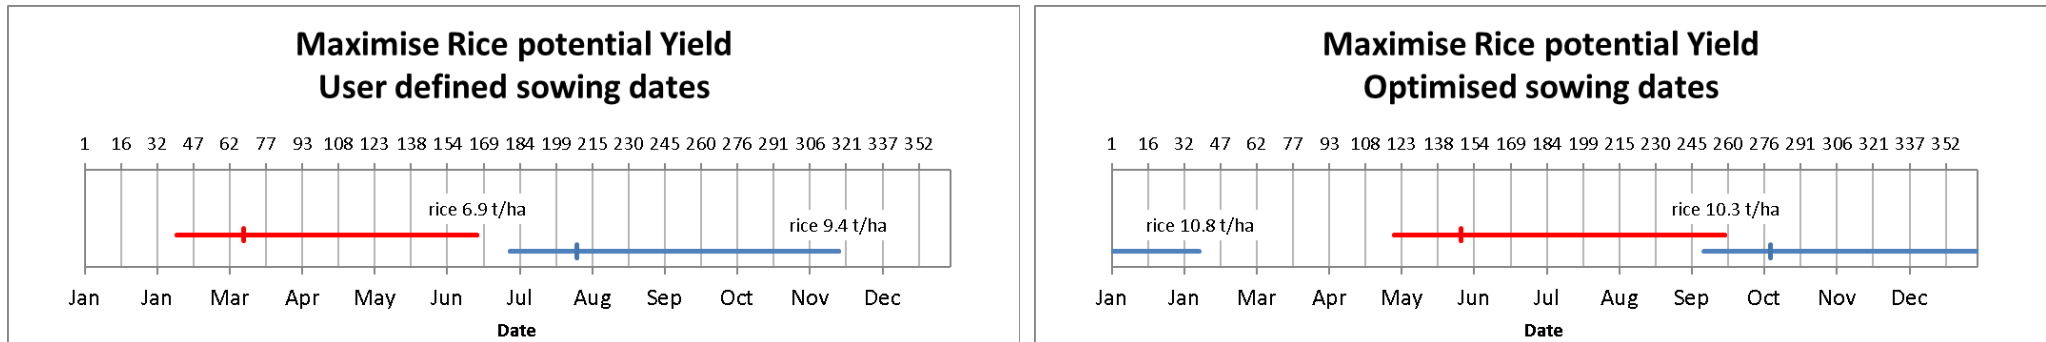 Maximise Rice potential Yield
User defined sowing dates
1 16 32 47 62 77 93 108 123 138 154 169 184 199 215 230 245 260 276 291 306 321 337 352
rice 6.9 t/ha
rice 9.4 t/ha
Jan Jan Mar Apr May Jun Jul Aug Sep Oct Nov Dec
Date
Maximise Rice potential Yield
Optimised sowing dates
1 16 32 47 62 77 93 108 123 138 154 169 184 199 215 230 245 260 276 291 306 321 337 352
rice 10.8 t/ha
rice 10.3 t/ha
Jan Jan Mar Apr May Jun Jul Aug Sep Oct Nov Dec
Date